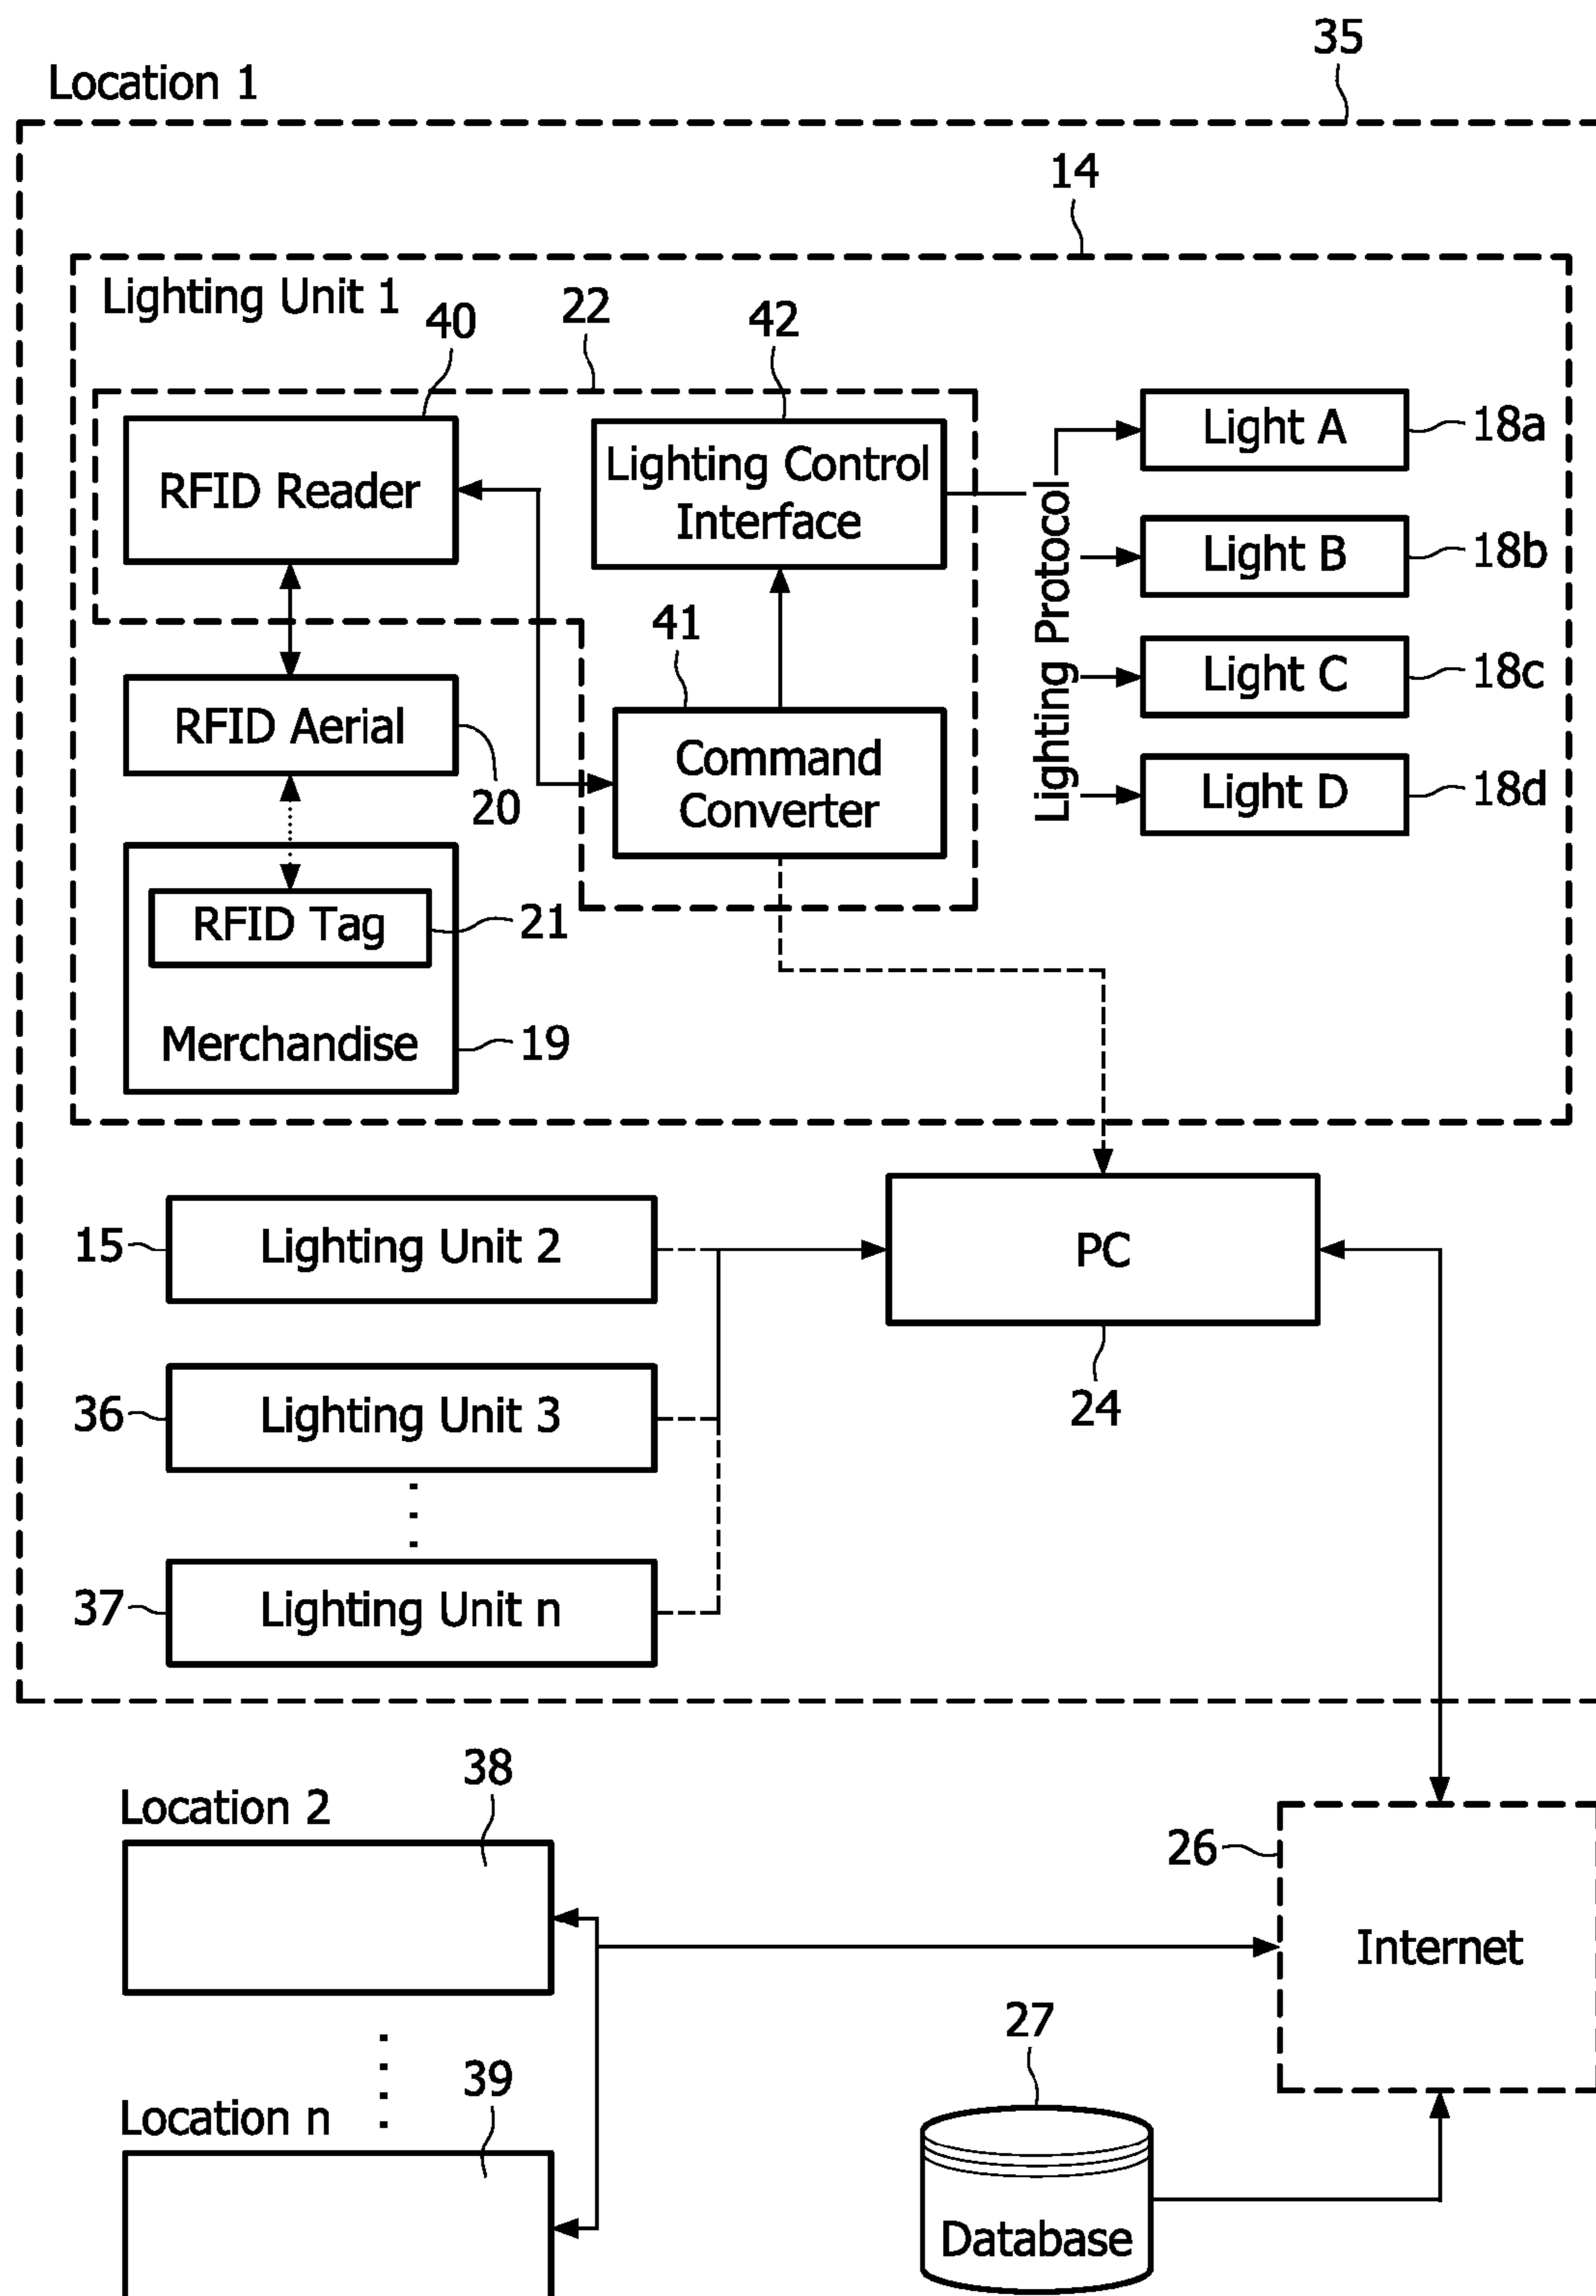 35
Location 1
14
Lighting Unit 1
40
22
42
RFID Reader
Lighting Control
Interface
Lighting Protocol
Light A
18a
Light B
18b
Light C
18c
Light D
18d
41
RFID Aerial
20
Command
Converter
RFID Tag
21
Merchandise
19
15
Lighting Unit 2
PC
24
36
Lighting Unit 3
37
Lighting Unit n
38
Location 2
26
Internet
27
39
Location n
Database